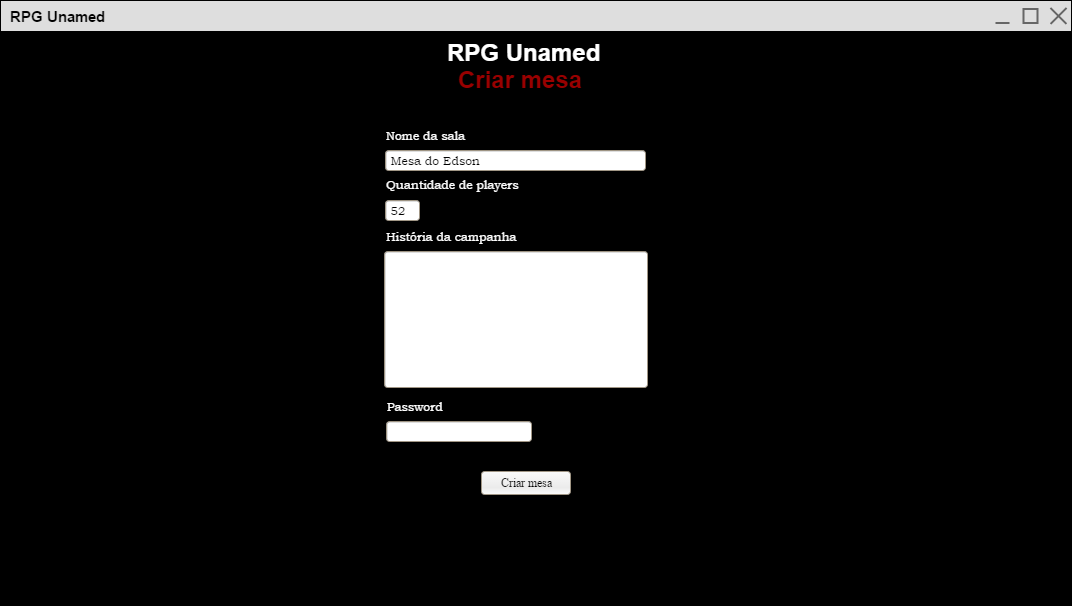 RPG Unamed
RPG Unamed
Criar mesa
Nome da sala
Mesa do Edson
Quantidade de players
52
História da campanha
Password
Criar mesa